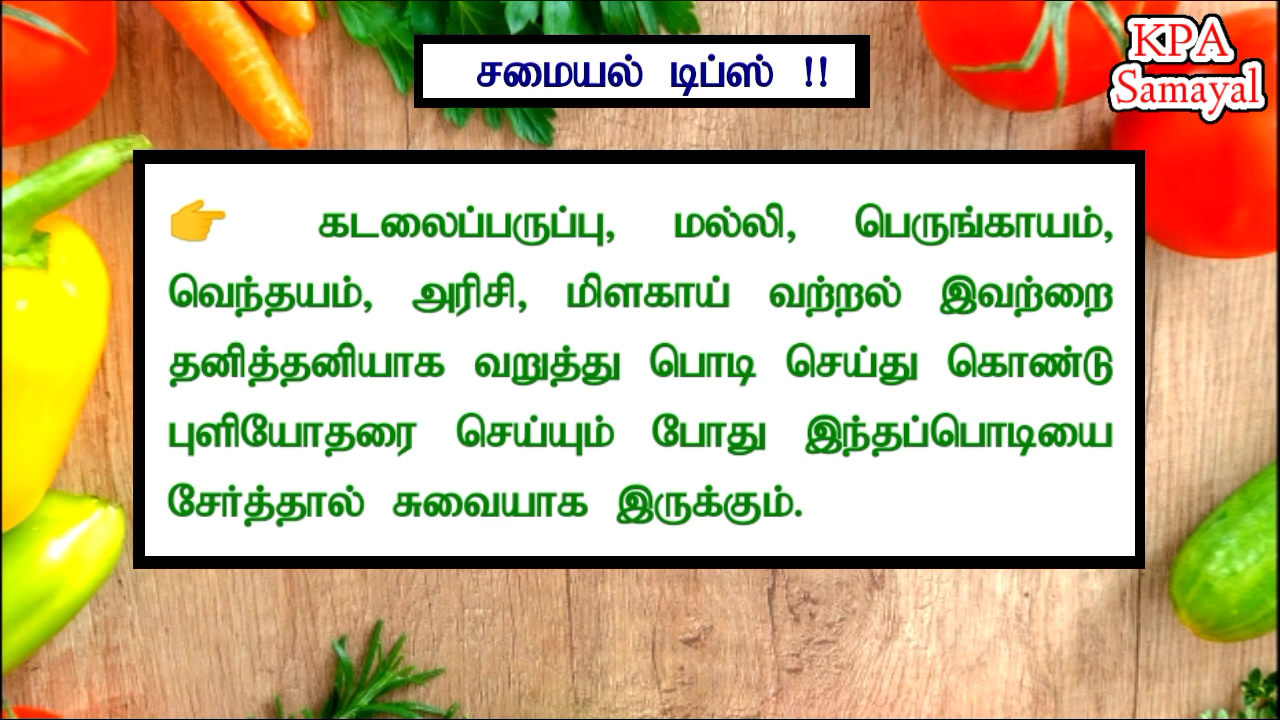 சமையல் டிப்ஸ் !!
KPA
Samayal
👉 கடலைப்பருப்பு, மல்லி, பெருங்காயம்,
வெந்தயம், அரிசி, மிளகாய் வற்றல் இவற்றை
தனித்தனியாக வறுத்து பொடி செய்து கொண்டு
புளியோதரை செய்யும் போது இந்தப்பொடியை
சேர்த்தால் சுவையாக இருக்கும்.